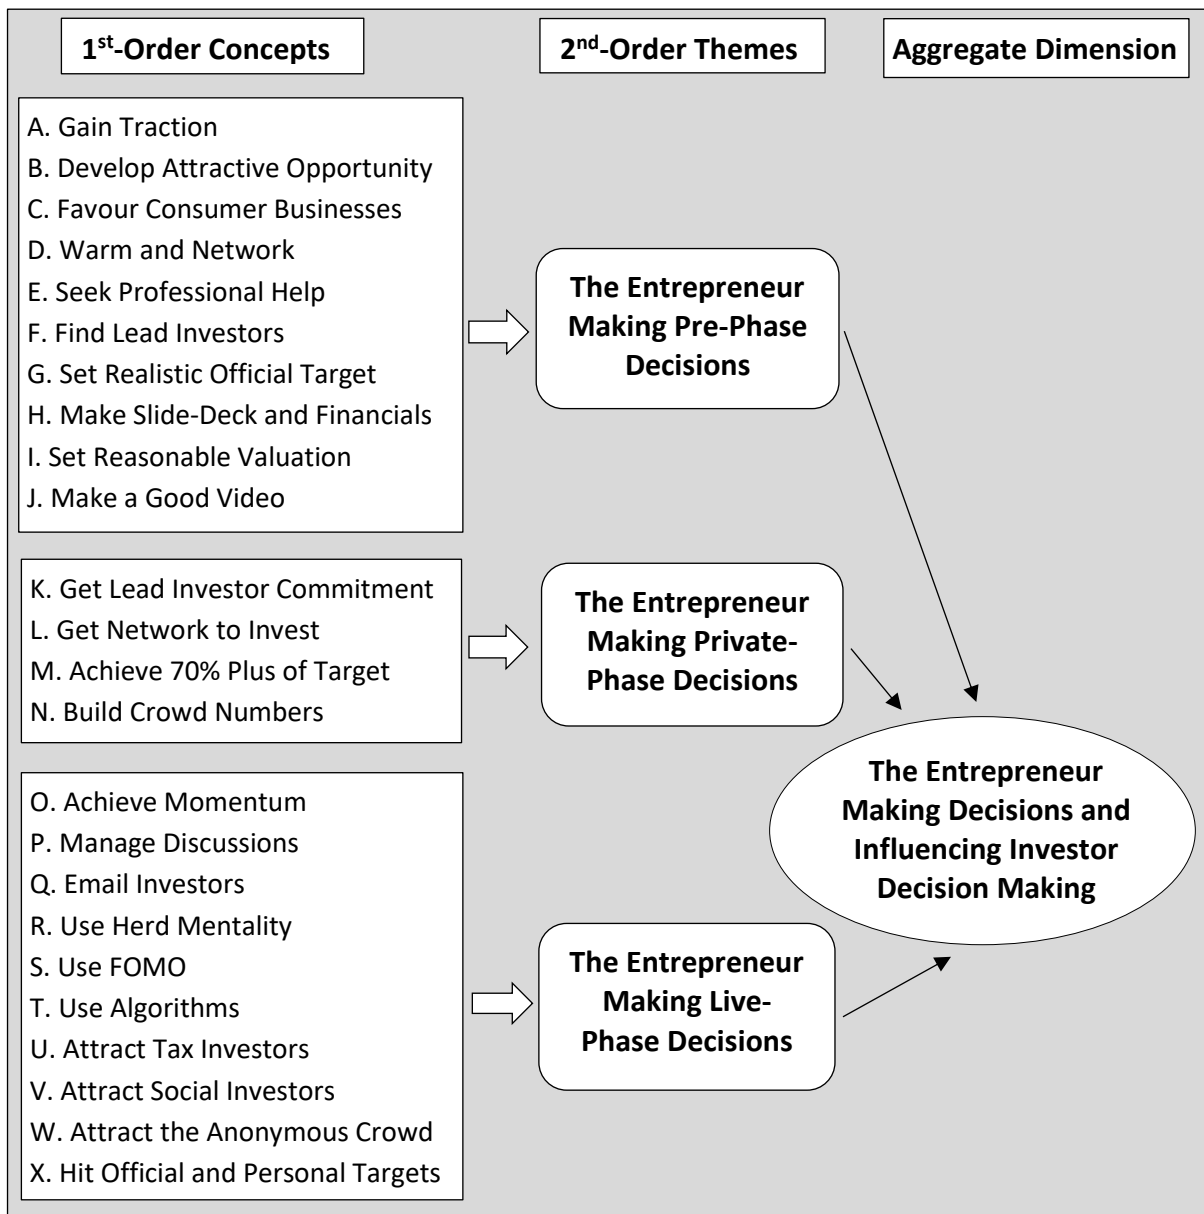 1st-Order Concepts
2nd-Order Themes
Aggregate Dimension
A. Gain Traction
B. Develop Attractive Opportunity
C. Favour Consumer Businesses
D. Warm and Network
E. Seek Professional Help
F. Find Lead Investors
G. Set Realistic Official Target
H. Make Slide-Deck and Financials
I. Set Reasonable Valuation
J. Make a Good Video
The Entrepreneur
Making Pre-Phase
Decisions
K. Get Lead Investor Commitment
L. Get Network to Invest
M. Achieve 70% Plus of Target
N. Build Crowd Numbers
The Entrepreneur
Making Private-
Phase Decisions
O. Achieve Momentum
P. Manage Discussions
Q. Email Investors
R. Use Herd Mentality
S. Use FOMO
T. Use Algorithms
U. Attract Tax Investors
V. Attract Social Investors
W. Attract the Anonymous Crowd
X. Hit Official and Personal Targets
The Entrepreneur
Making Live-
Phase Decisions
The Entrepreneur
Making Decisions and
Influencing Investor
Decision Making